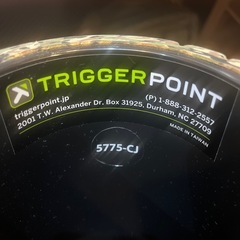 TRIGGERPOINT
triggerpoint.jp (P) 1-888-312-2557
2001 T.W. Alexander Dr. Box 31925, Durham, NC 27709
MADE IN TAIWAN
5775-CJ